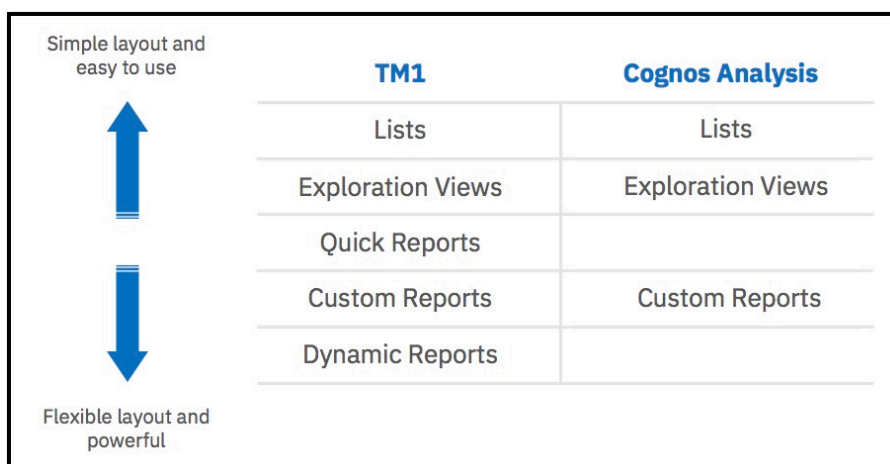 Simple layout and
easy to use
TM1 Cognos Analysis
Lists Lists
Exploration Views Exploration Views
Quick Reports
Custom Reports Custom Reports
Dynamic Reports
Flexible layout and
powerful